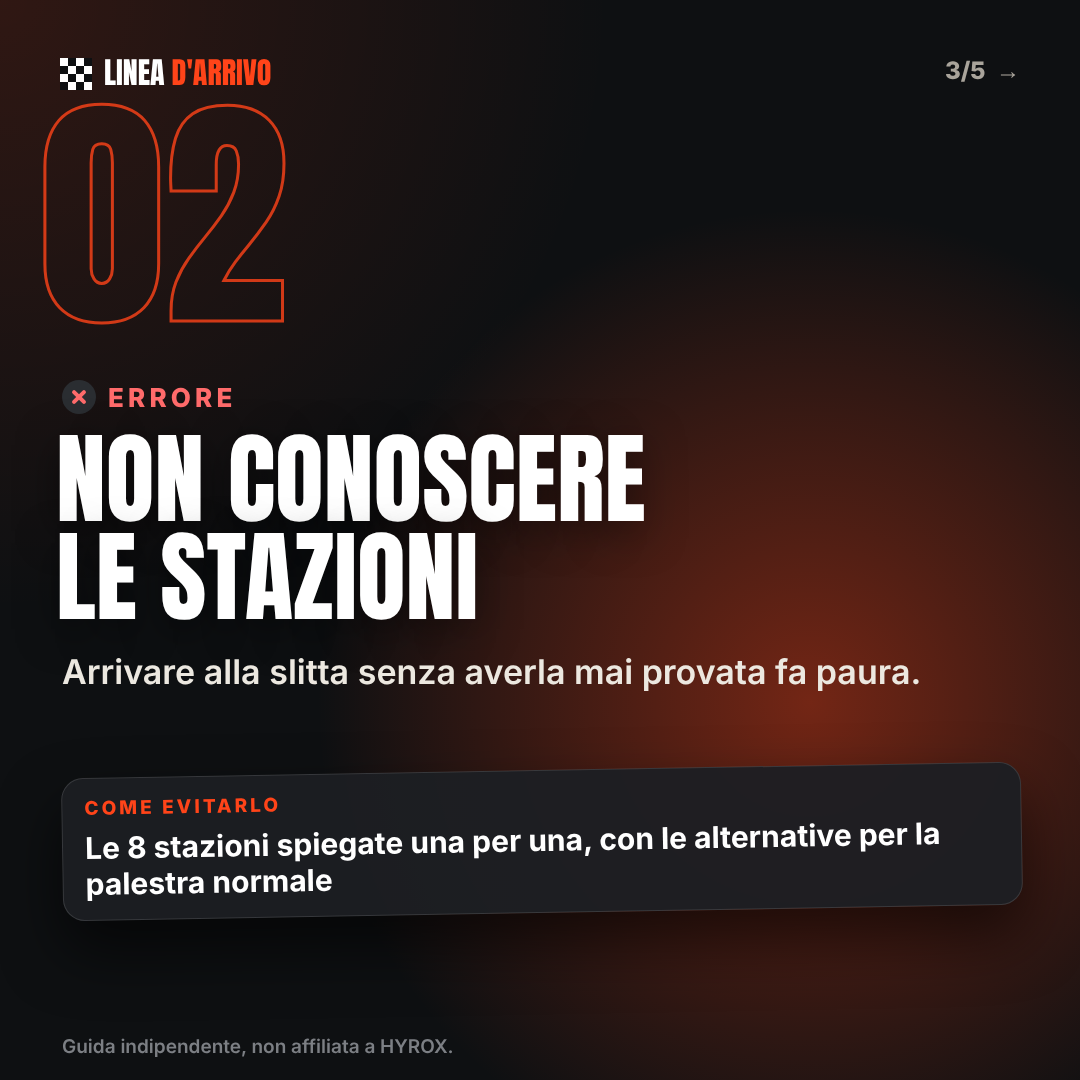 LINEA D'ARRIVO
3/5 →
02
ERRORE
NON CONOSCERE
LE STAZIONI
Arrivare alla slitta senza averla mai provata fa paura.
COME EVITARLO
Le 8 stazioni spiegate una per una, con le alternative per la
palestra normale
Guida indipendente, non affiliata a HYROX.